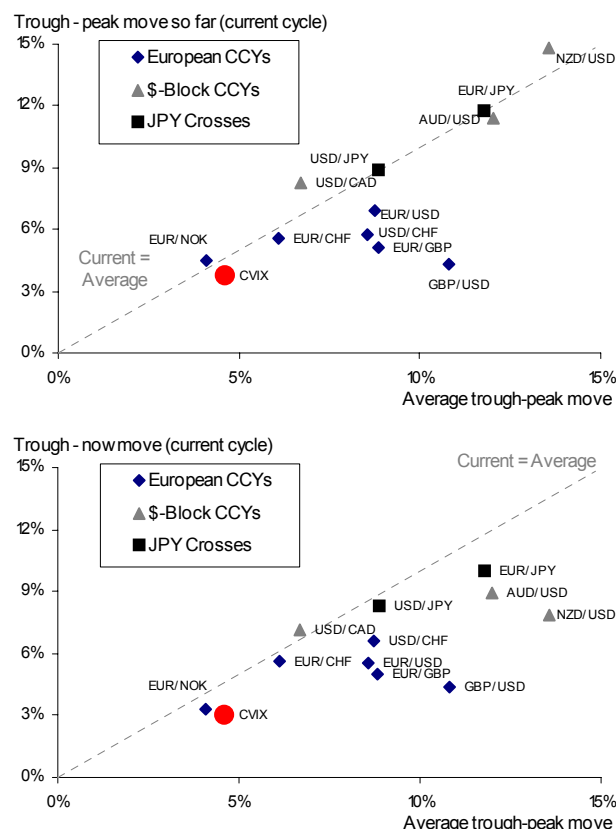 Trough - peak move so far (current cycle)
15%
12%
9%
6%
3%
0%
European CCYs
$-Block CCYs
JPY Crosses
NZD/USD
EUR/JPY
AUD/USD
USD/JPY
USD/CAD
EUR/USD
USD/CHF
EUR/GBP
EUR/NOK
EUR/CHF
Current =
Average
CVIX
GBP/USD
0%
5%
10%
15%
Average trough-peak move
Trough - now move (current cycle)
15%
12%
9%
6%
3%
0%
European CCYs
$-Block CCYs
JPY Crosses
Current = Average
EUR/JPY
AUD/USD
USD/JPY
NZD/USD
USD/CAD
USD/CHF
EUR/CHF
EUR/USD
EUR/GBP
EUR/NOK
GBP/USD
CVIX
0%
5%
10%
15%
Average trough-peak move